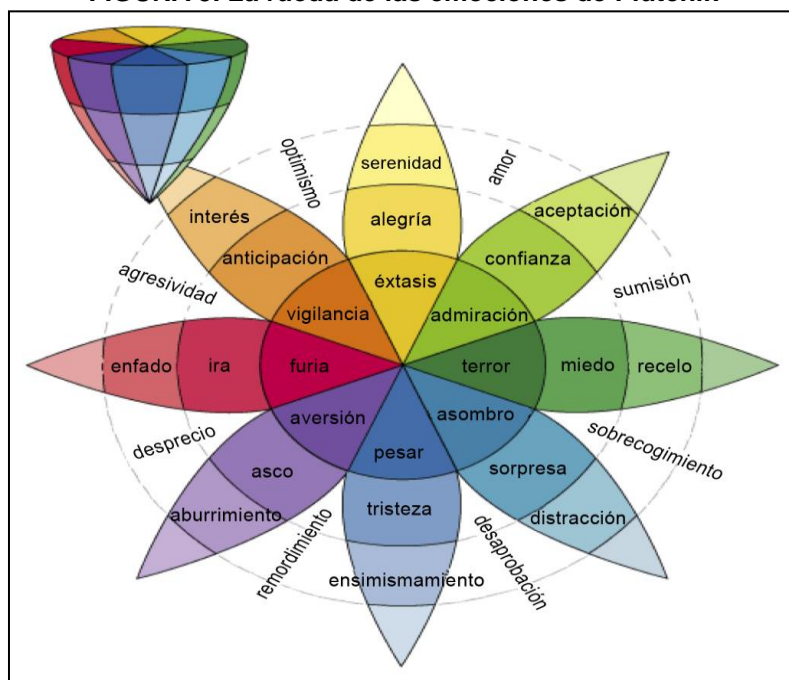 optimismo
amor
serenidad
interés
aceptación
alegría
anticipación
confianza
agresividad
sumisión
éxtasis
vigilancia
admiración
enfado
ira
furia
terror
miedo
recelo
aversión
asombro
desprecio
sobrecogimiento
pesar
asco
sorpresa
tristeza
aburrimiento
distracción
remordimiento
desaprobación
ensimismamiento